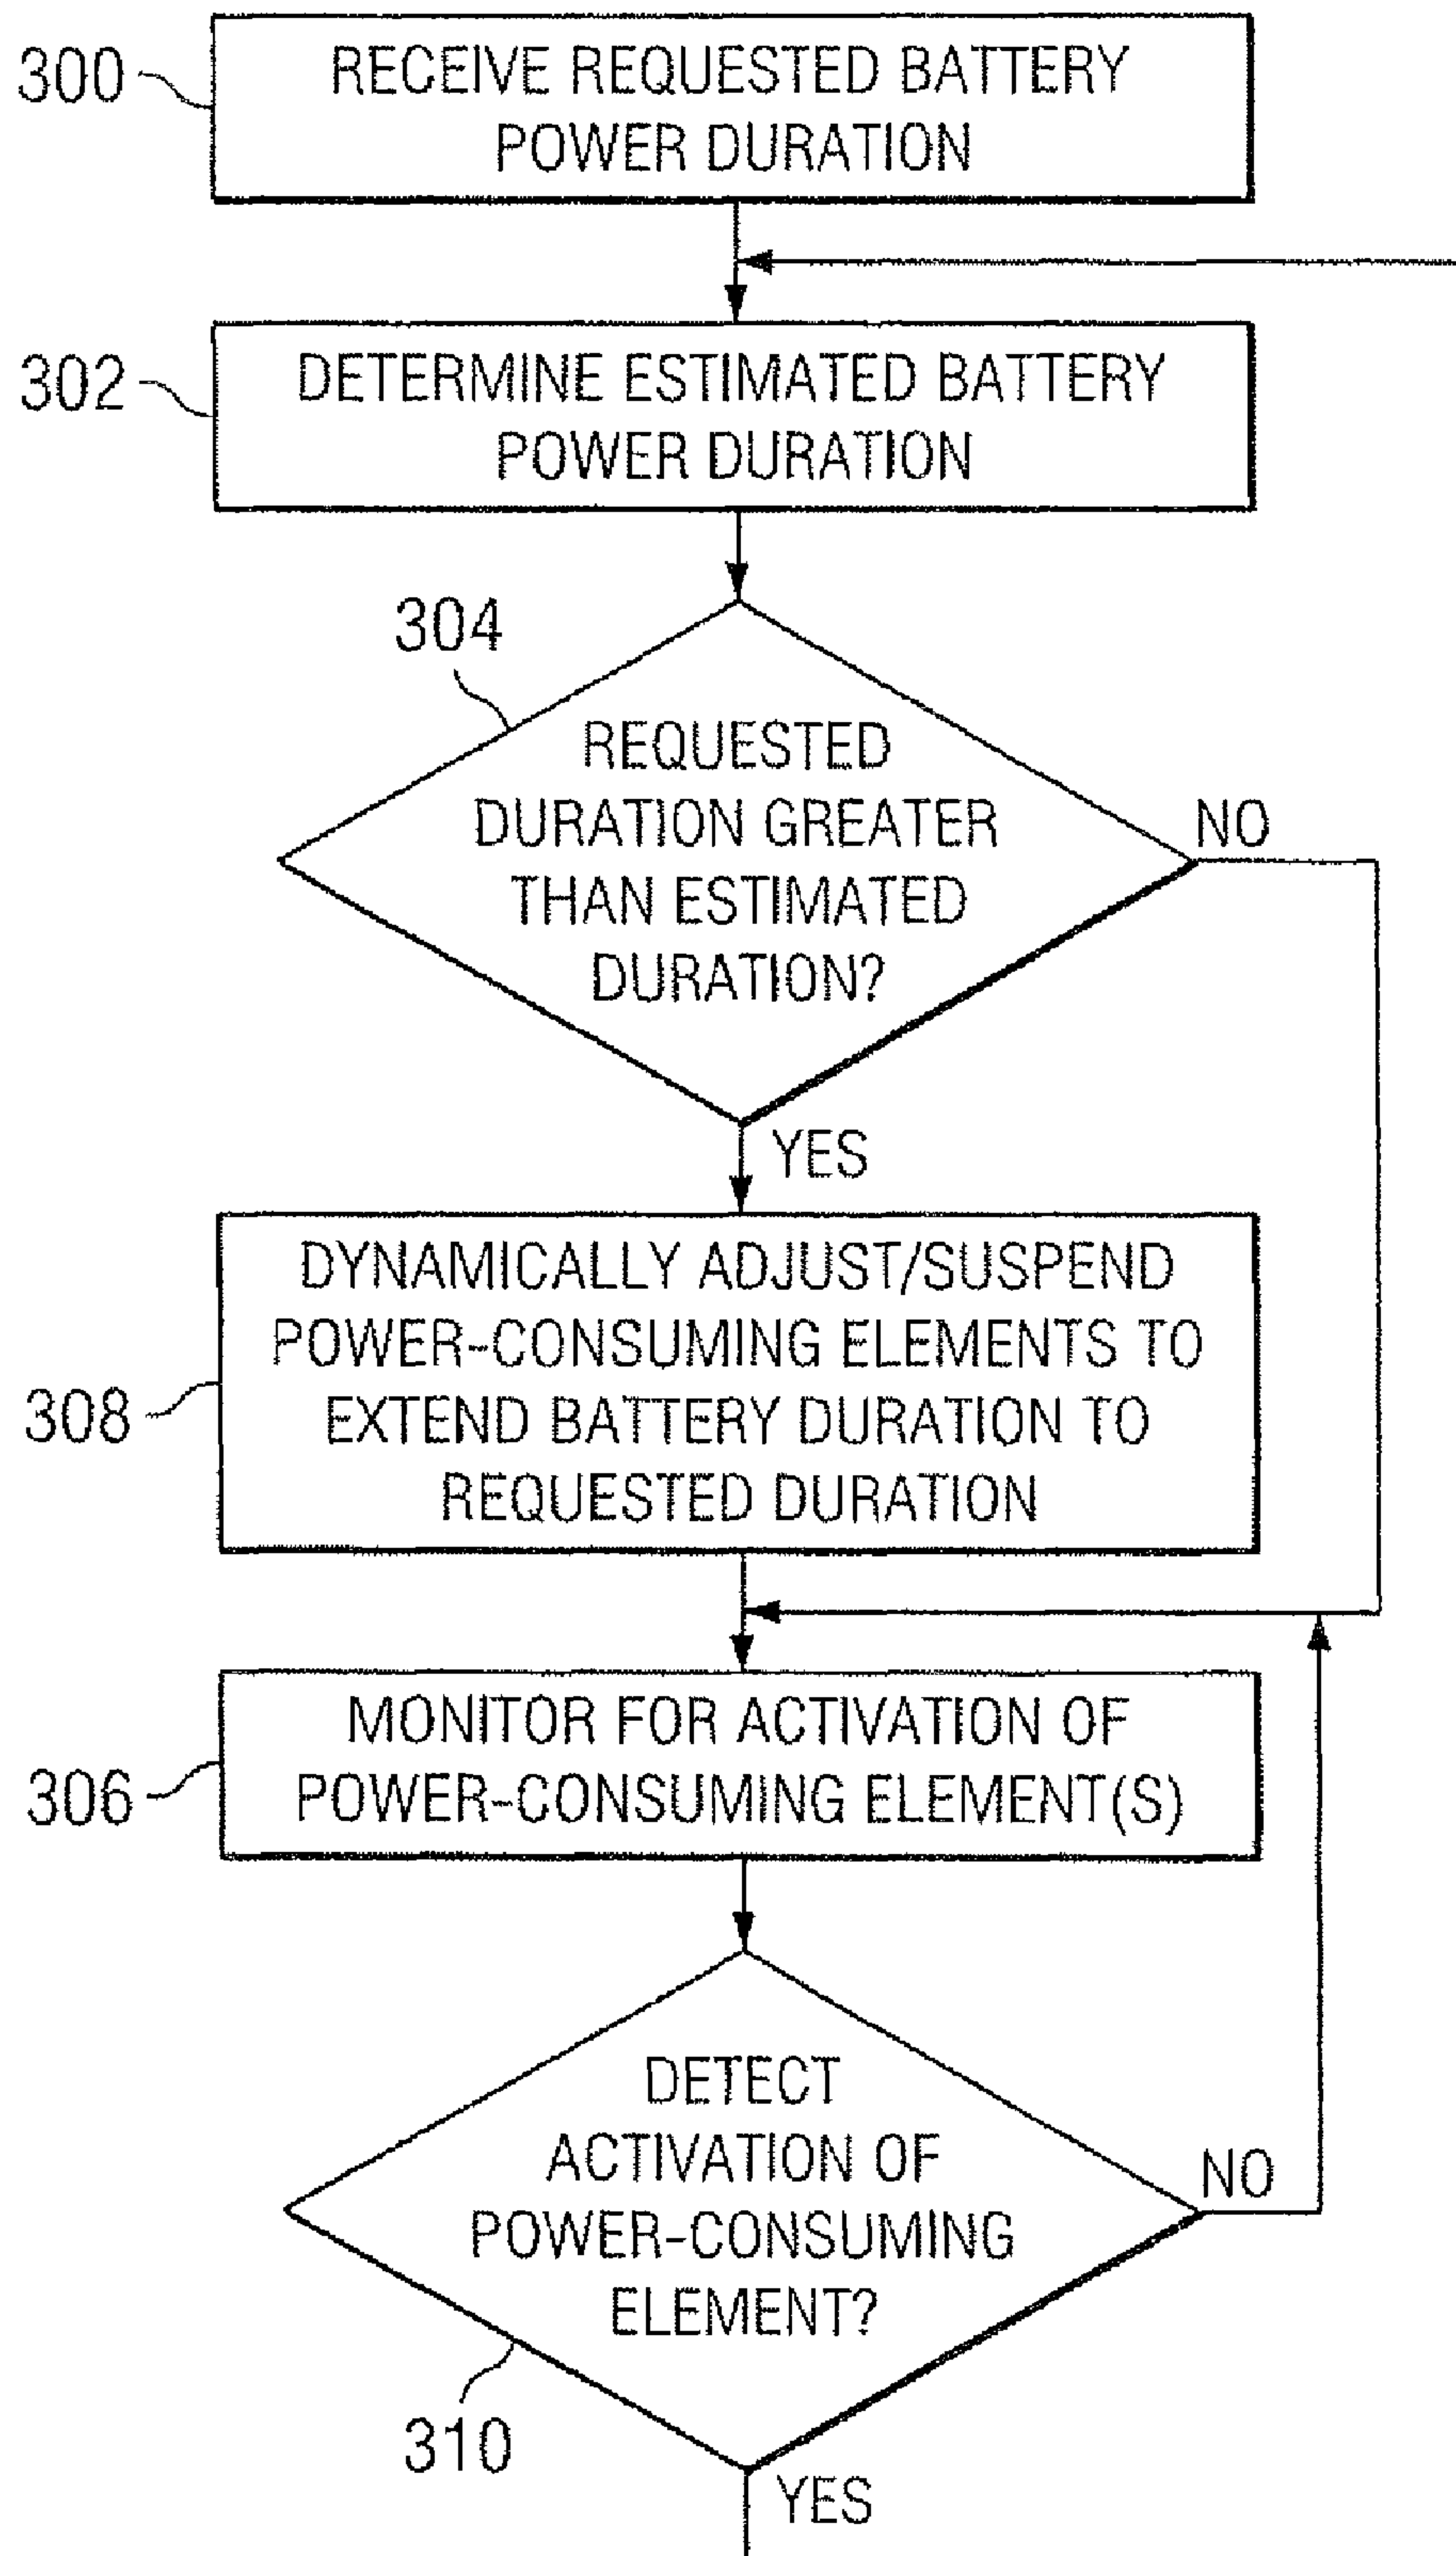 300
RECEIVE REQUESTED BATTERY
POWER DURATION
302
DETERMINE ESTIMATED BATTERY
POWER DURATION
304
REQUESTED
DURATION GREATER
THAN ESTIMATED
DURATION?
NO
YES
308
DYNAMICALLY ADJUST/SUSPEND
POWER-CONSUMING ELEMENTS TO
EXTEND BATTERY DURATION TO
REQUESTED DURATION
306
MONITOR FOR ACTIVATION OF
POWER-CONSUMING ELEMENT(S)
DETECT
ACTIVATION OF
POWER-CONSUMING
ELEMENT?
NO
310
YES